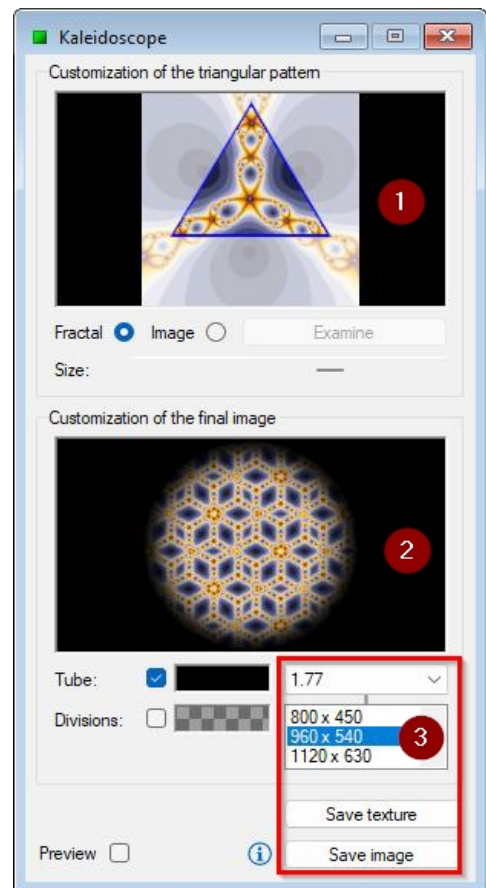 Kaleidoscope
Customization of the triangular pattern
1
Fractal Image Examine
Size:
Customization of the final image
2
Tube: 1.77
Divisions: 800 x 450
960 x 540
3
1120 x 630
Save texture
Preview i Save image